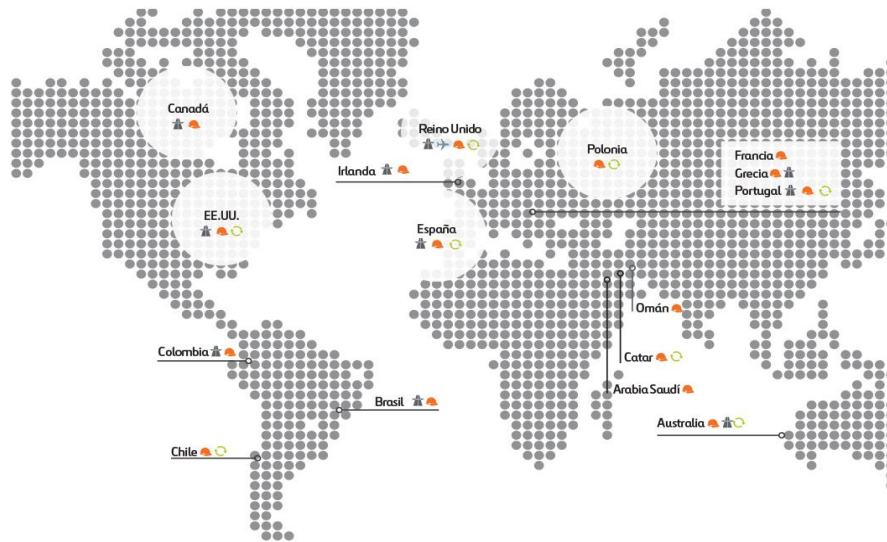 Canadá
Reino Unido
Polonia
Francia
Irlanda
Grecia
Portugal
EE.UU.
España
Omán
Colombia
Catar
Arabia Saudí
Brasil
Australia
Chile